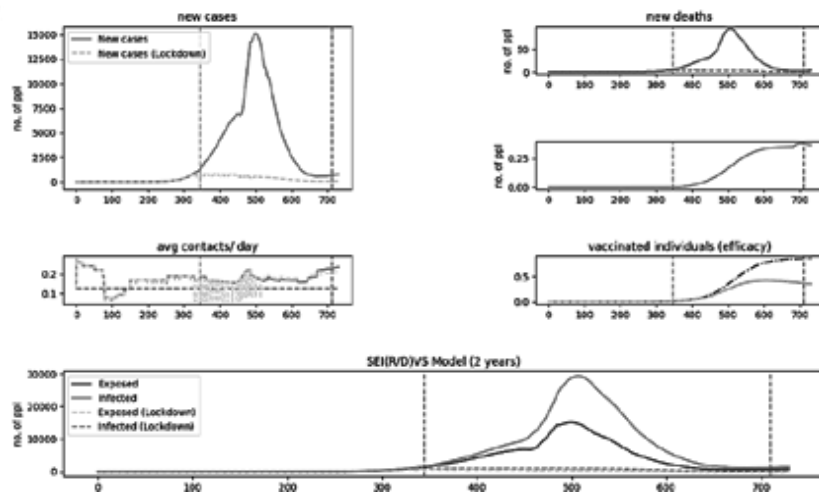 new cases
no. of ppl
15000
12500
10000
7500
5000
2500
0
New cases
New cases (Lockdown)
0 100 200 300 400 500 600 700
new deaths
no. of ppl
50
0
0 100 200 300 400 500 600 700
no. of ppl
0.25
0.00
0 100 200 300 400 500 600 700
avg contacts/ day
0.2
0.1
0 100 200 300 400 500 600 700
vaccinated individuals (efficacy)
0.5
0.0
0 100 200 300 400 500 600 700
SEI(R/D)VS Model (2 years)
no. of ppl
30000
20000
10000
0
Exposed
Infected
Exposed (Lockdown)
Infected (Lockdown)
0 100 200 300 400 500 600 700